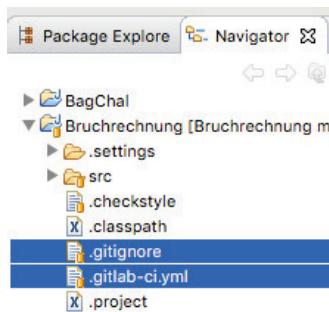 Package Explore Navigator
BagChal
Bruchrechnung [Bruchrechnung m
.settings
src
.checkstyle
.classpath
.gitignore
.gitlab-ci.yml
.project